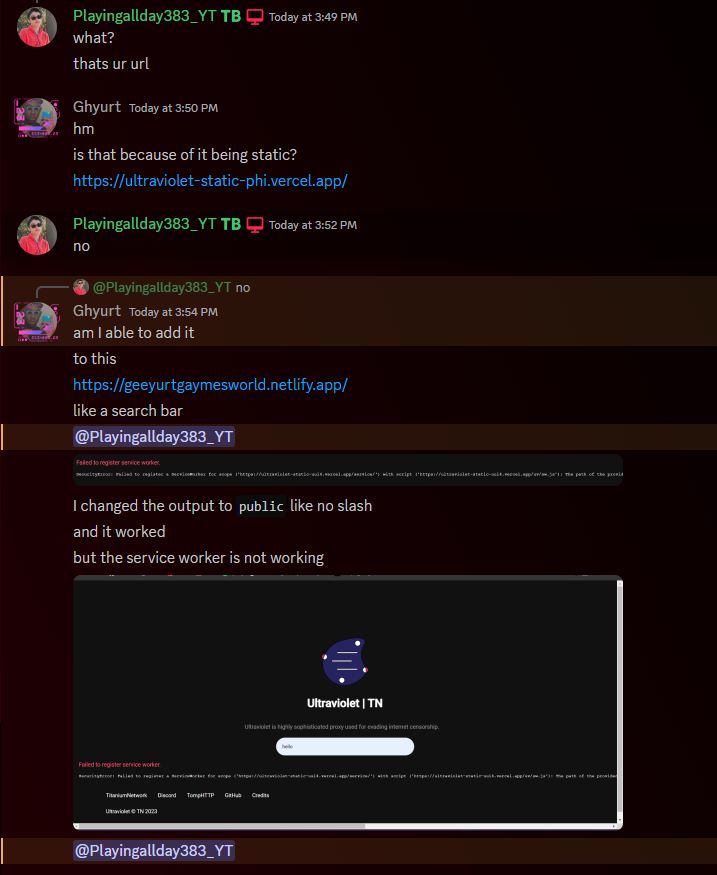 Playingallday383_YT TB Today at 3:49 PM
what?
thats ur url
Ghyurt Today at 3:50 PM
hm
is that because of it being static?
https://ultraviolet-static-phi.vercel.app/
Playingallday383_YT TB Today at 3:52 PM
no
@Playingallday383_YT no
Ghyurt Today at 3:54 PM
am I able to add it
to this
https://geeyurtgaymesworld.netlify.app/
like a search bar
@Playingallday383_YT
Failed to register service worker.
SecurityError: Failed to register a ServiceWorker for scope ('https://ultraviolet-static-uul4.vercel.app/service/') with script ('https://ultraviolet-static-uul4.vercel.app/uv/sw.js'): The path of the provid
I changed the output to public like no slash
and it worked
but the service worker is not working
Ultraviolet | TN
Ultraviolet is highly sophisticated proxy used for evading internet censorship.
hello
Failed to register service worker.
SecurityError: Failed to register a ServiceWorker for scope ('https://ultraviolet-static-uul4.vercel.app/service/') with script ('https://ultraviolet-static-uul4.vercel.app/uv/sw.js'): The path of the provided
TitaniumNetwork Discord TompHTTP GitHub Credits
Ultraviolet © TN 2023
@Playingallday383_YT